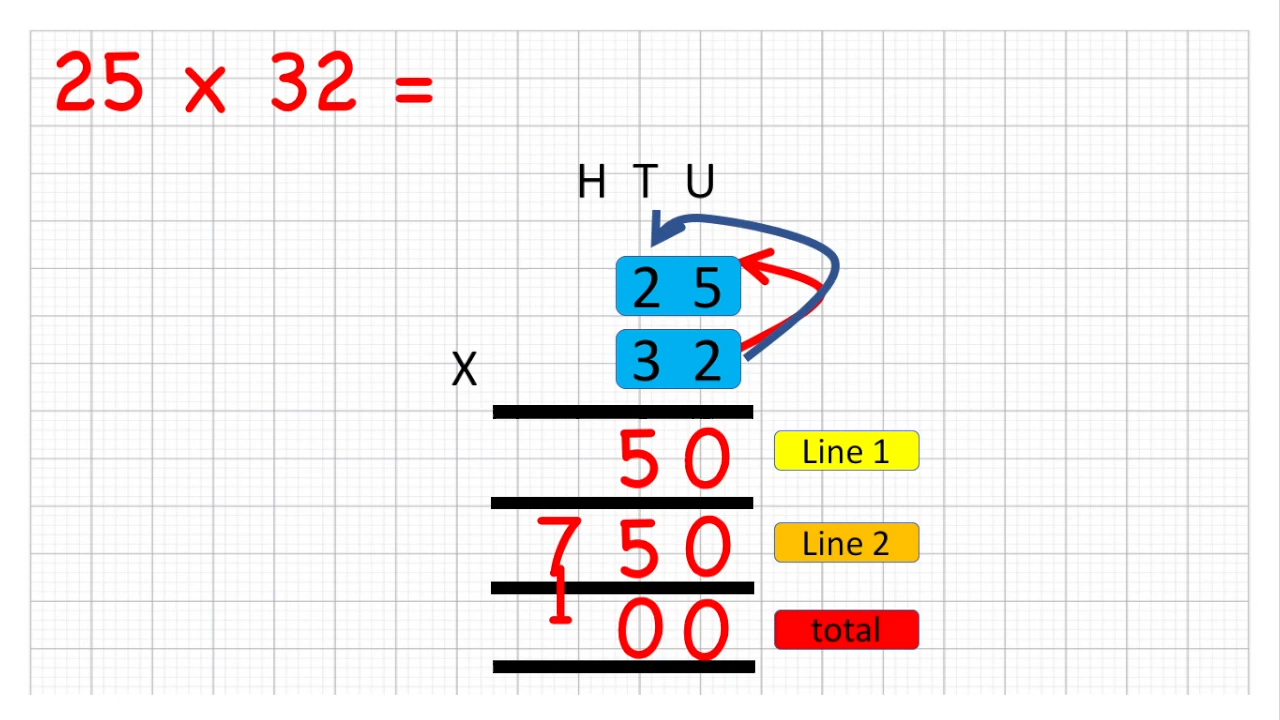 25 x 32 =
H T U
2 5
X 3 2
5 0 Line 1
7 5 0 Line 2
1 0 0 total